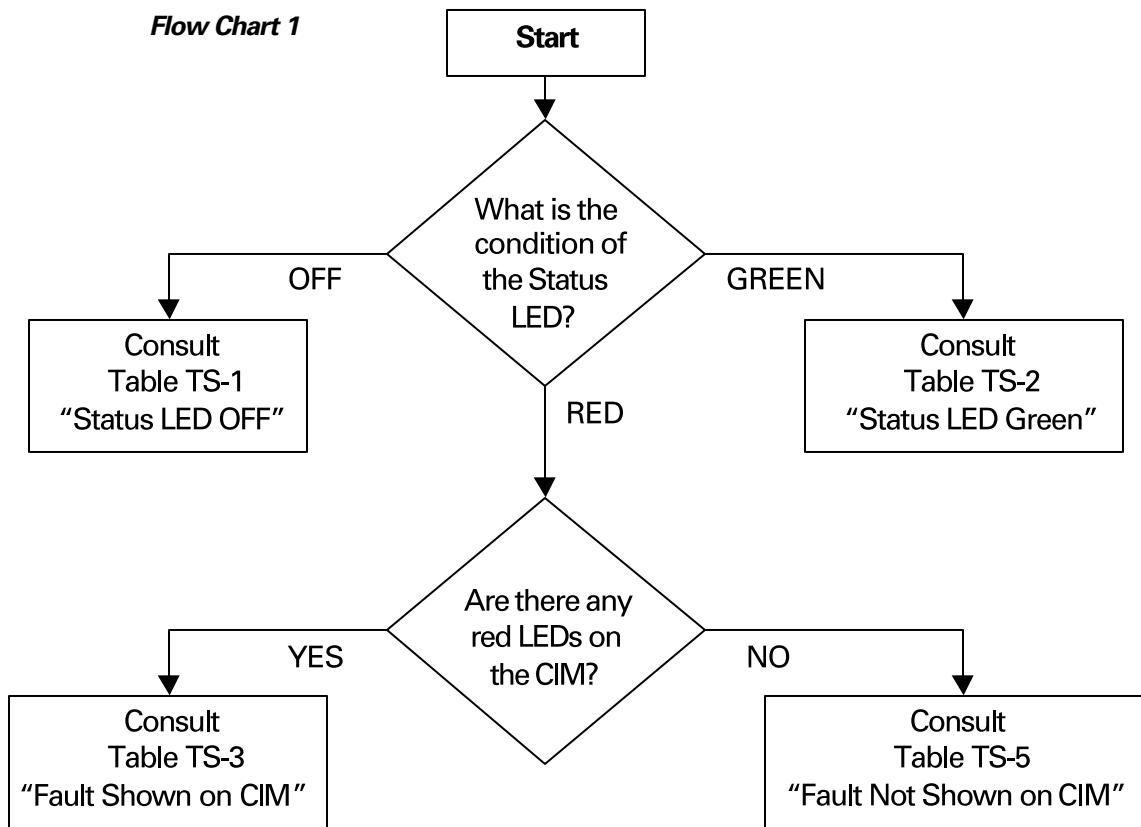 Flow Chart 1
Start
What is the
condition of
the Status
LED?
OFF
GREEN
Consult
Table TS-1
“Status LED OFF”
Consult
Table TS-2
“Status LED Green”
RED
Are there any
red LEDs on
the CIM?
YES
NO
Consult
Table TS-3
“Fault Shown on CIM”
Consult
Table TS-5
“Fault Not Shown on CIM”